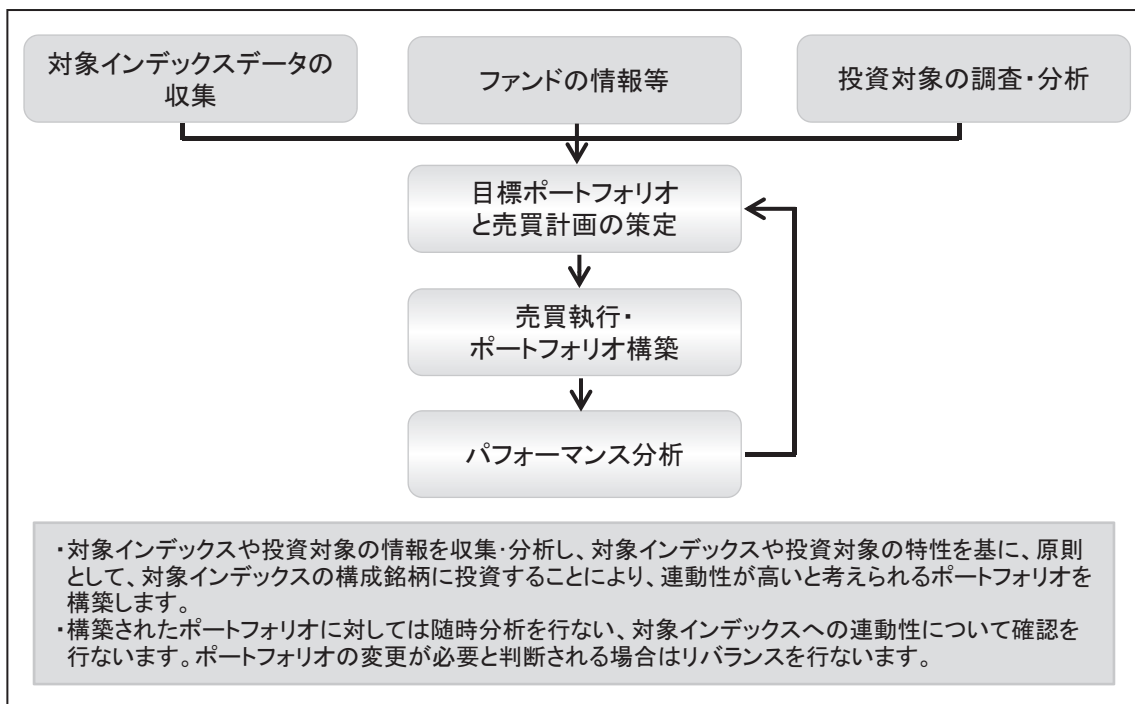 対象インデックスデータの
収集
ファンドの情報等
投資対象の調査・分析
目標ポートフォリオ
と売買計画の策定
売買執行・
ポートフォリオ構築
パフォーマンス分析
・対象インデックスや投資対象の情報を収集・分析し、対象インデックスや投資対象の特性を基に、原則
として、対象インデックスの構成銘柄に投資することにより、連動性が高いと考えられるポートフォリオを
構築します。
・構築されたポートフォリオに対しては随時分析を行ない、対象インデックスへの連動性について確認を
行ないます。ポートフォリオの変更が必要と判断される場合はリバランスを行ないます。